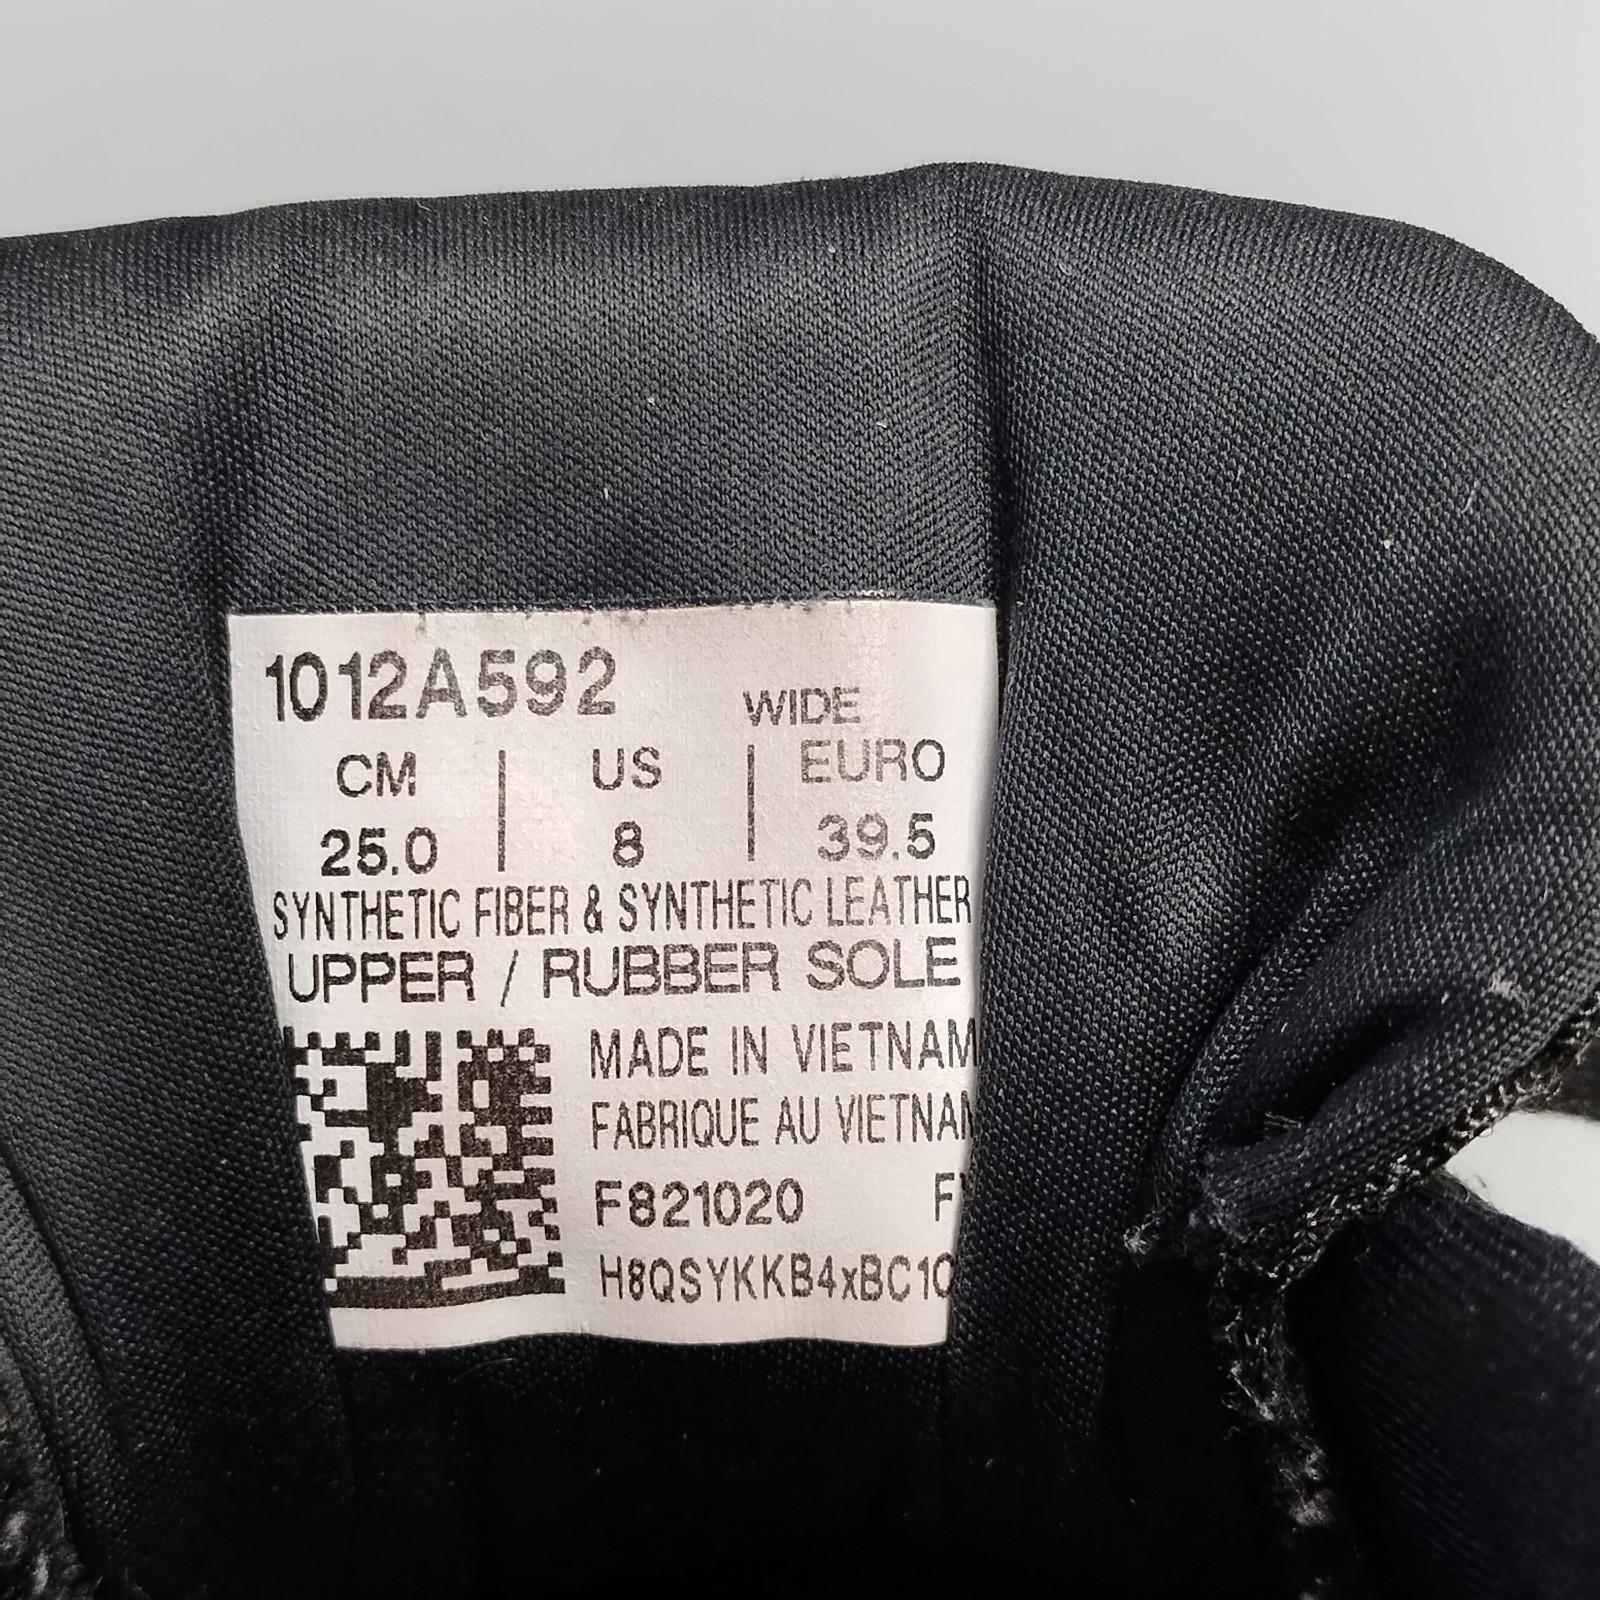 1012A592
WIDE
CM | US | EURO
25.0 | 8 | 39.5
SYNTHETIC FIBER & SYNTHETIC LEATHER
UPPER / RUBBER SOLE
MADE IN VIETNAM
FABRIQUE AU VIETNAM
F821020
H8QSYKKB4xBC1